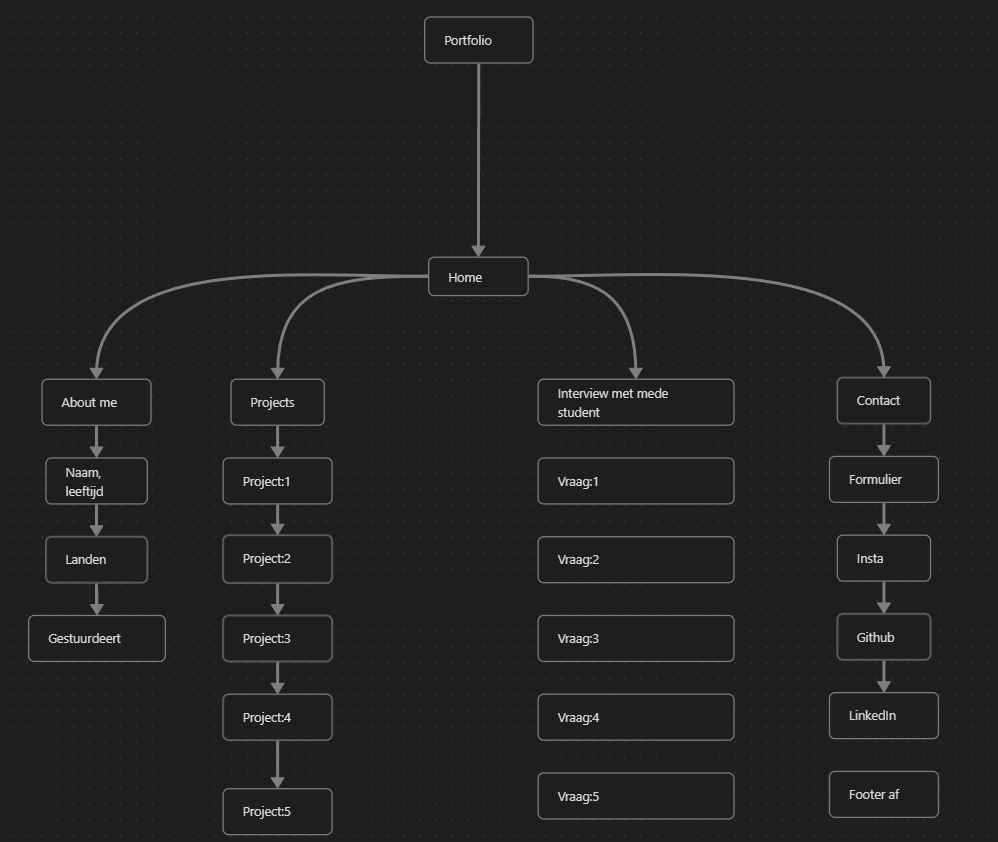 Portfolio
Home
About me
Projects
Interview met mede
student
Contact
Naam,
leeftijd
Project:1
Vraag:1
Formulier
Landen
Project:2
Vraag:2
Insta
Gestuurdeert
Project:3
Vraag:3
Github
Project:4
Vraag:4
LinkedIn
Project:5
Vraag:5
Footer af